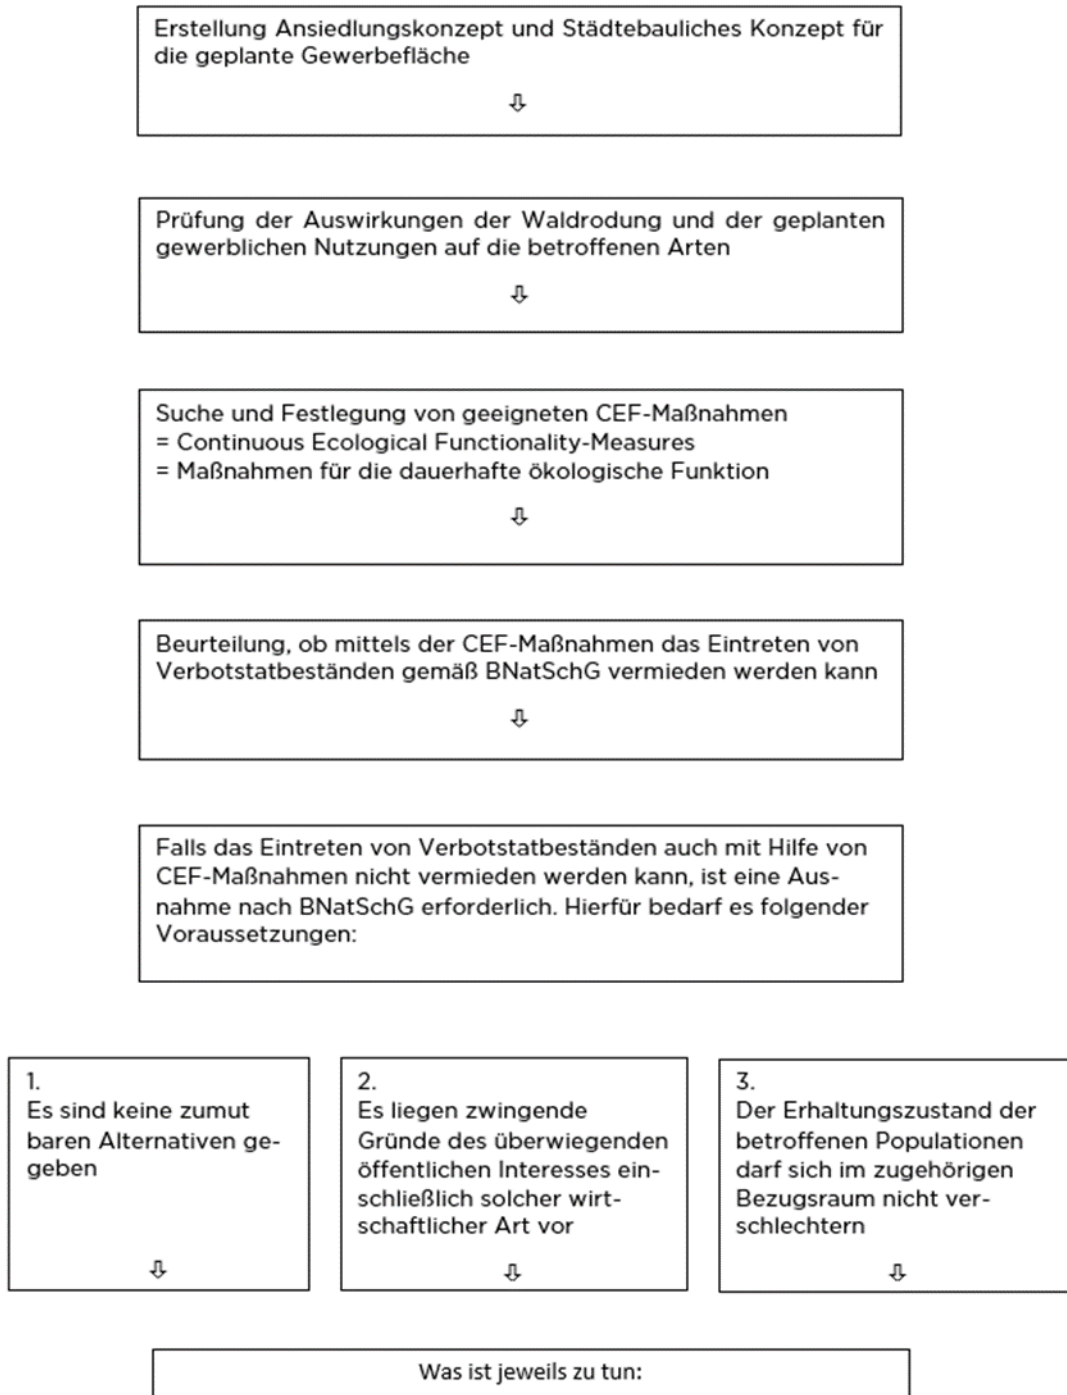 Erstellung Ansiedlungskonzept und Städtebauliches Konzept für
die geplante Gewerbefläche
⇩
Prüfung der Auswirkungen der Waldrodung und der geplanten
gewerblichen Nutzungen auf die betroffenen Arten
⇩
Suche und Festlegung von geeigneten CEF-Maßnahmen
= Continuous Ecological Functionality-Measures
= Maßnahmen für die dauerhafte ökologische Funktion
⇩
Beurteilung, ob mittels der CEF-Maßnahmen das Eintreten von
Verbotstatbeständen gemäß BNatSchG vermieden werden kann
⇩
Falls das Eintreten von Verbotstatbeständen auch mit Hilfe von
CEF-Maßnahmen nicht vermieden werden kann, ist eine Aus-
nahme nach BNatSchG erforderlich. Hierfür bedarf es folgender
Voraussetzungen:
1.
Es sind keine zumut
baren Alternativen ge-
geben
⇩
2.
Es liegen zwingende
Gründe des überwiegenden
öffentlichen Interesses ein-
schließlich solcher wirt-
schaftlicher Art vor
⇩
3.
Der Erhaltungszustand der
betroffenen Populationen
darf sich im zugehörigen
Bezugsraum nicht ver-
schlechtern
⇩
Was ist jeweils zu tun: